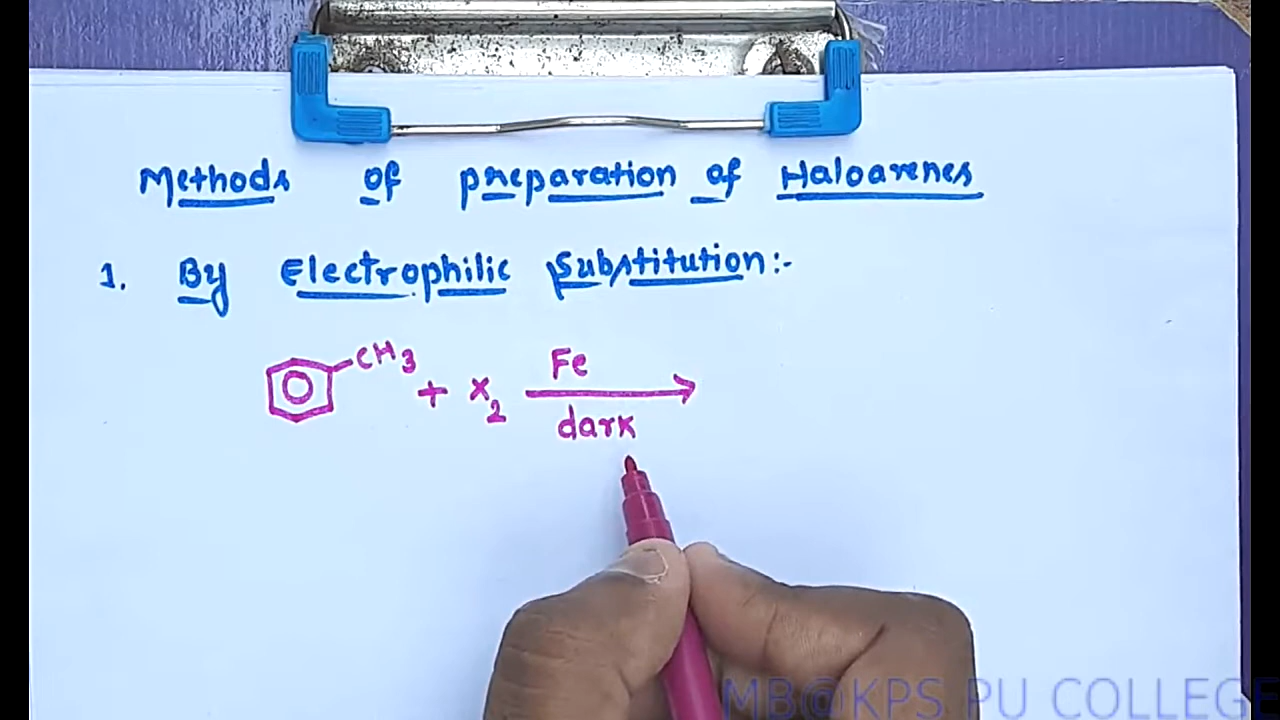 Methods of preparation of Haloarenes
1. By Electrophilic Substitution:-
CH3 + X2 Fe dark
MB@KPS PU COLLEGE